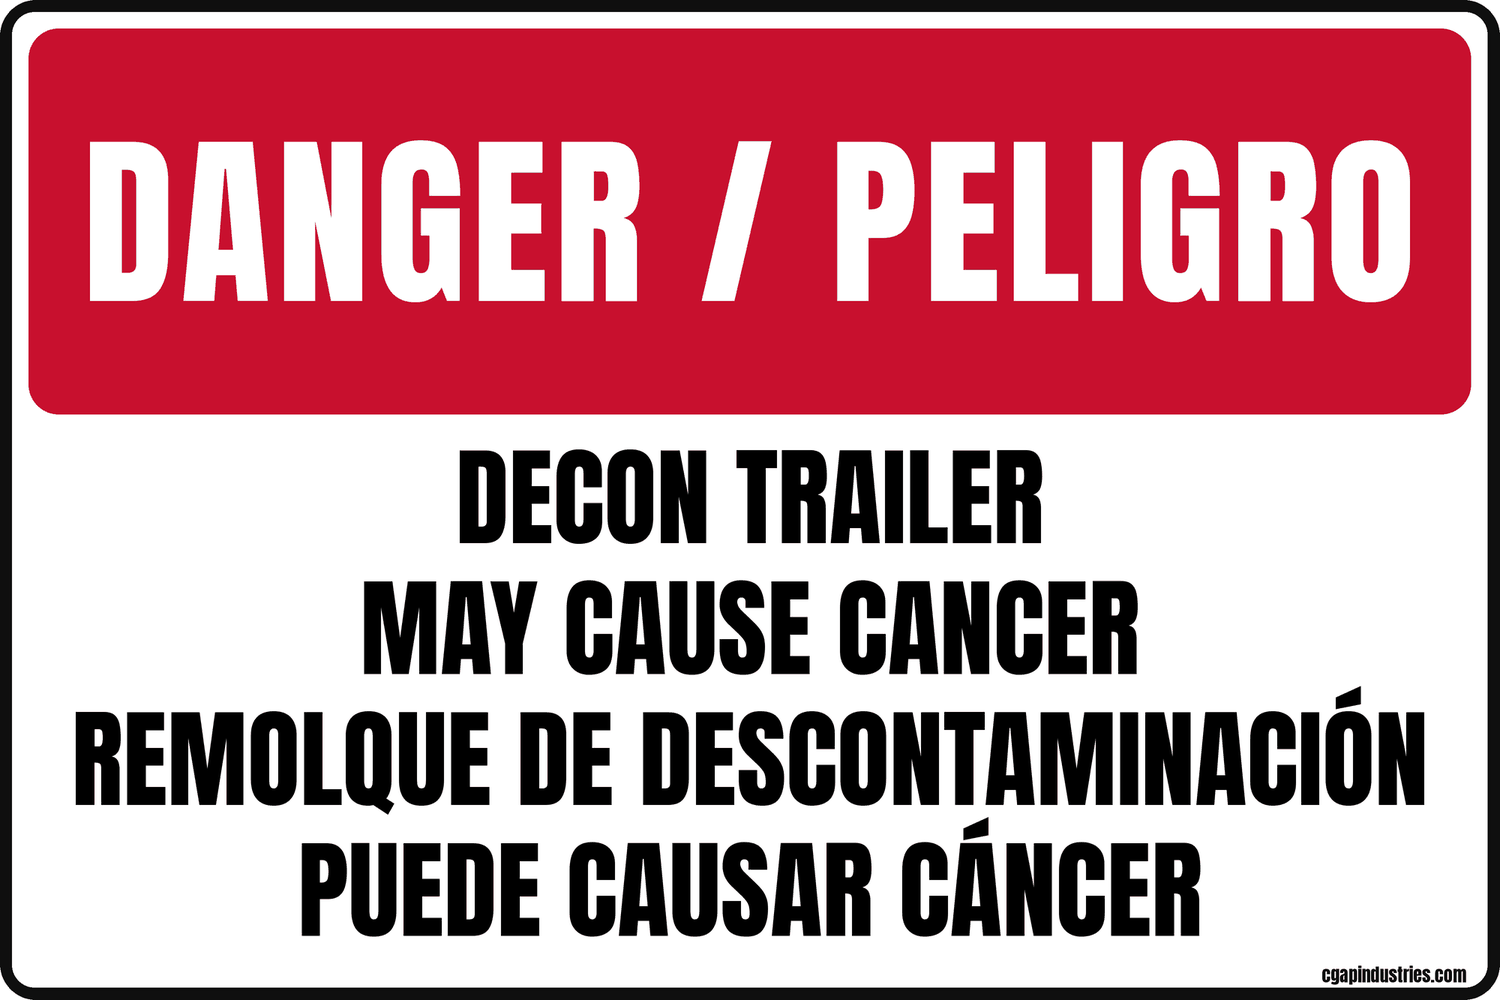 DANGER / PELIGRO
DECON TRAILER
MAY CAUSE CANCER
REMOLQUE DE DESCONTAMINACIÓN
PUEDE CAUSAR CÁNCER
cgapindustries.com